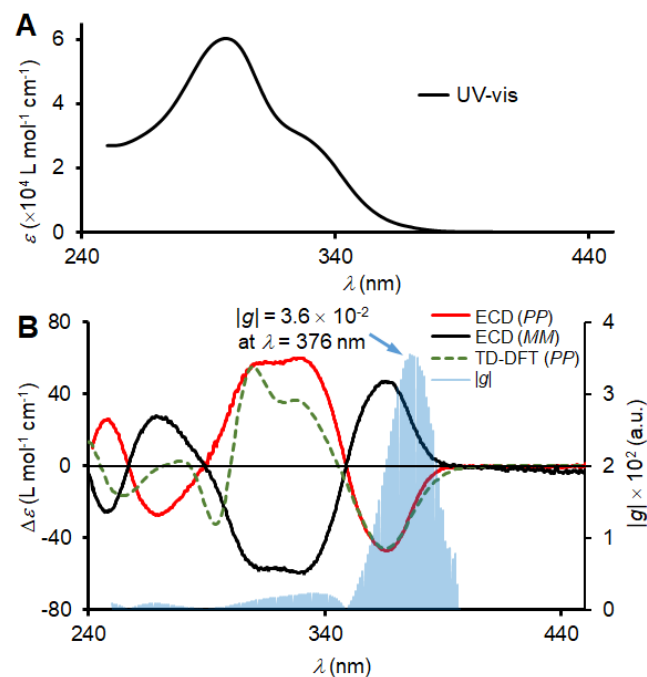 A
6
4
2
0
ε (×10⁴ L mol⁻¹ cm⁻¹)
UV-vis
240
340
440
λ (nm)
B
|g| = 3.6 × 10⁻²
at λ = 376 nm
ECD (PP)
ECD (MM)
TD-DFT (PP)
|g|
80
40
0
-40
-80
Δε (L mol⁻¹ cm⁻¹)
4
3
2
1
0
|g| × 10² (a.u.)
240
340
440
λ (nm)